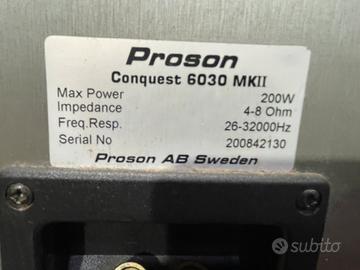 Proson
Conquest 6030 MKII
Max Power 200W
Impedance 4-8 Ohm
Freq.Resp. 26-32000Hz
Serial No 200842130
Proson AB Sweden
subito